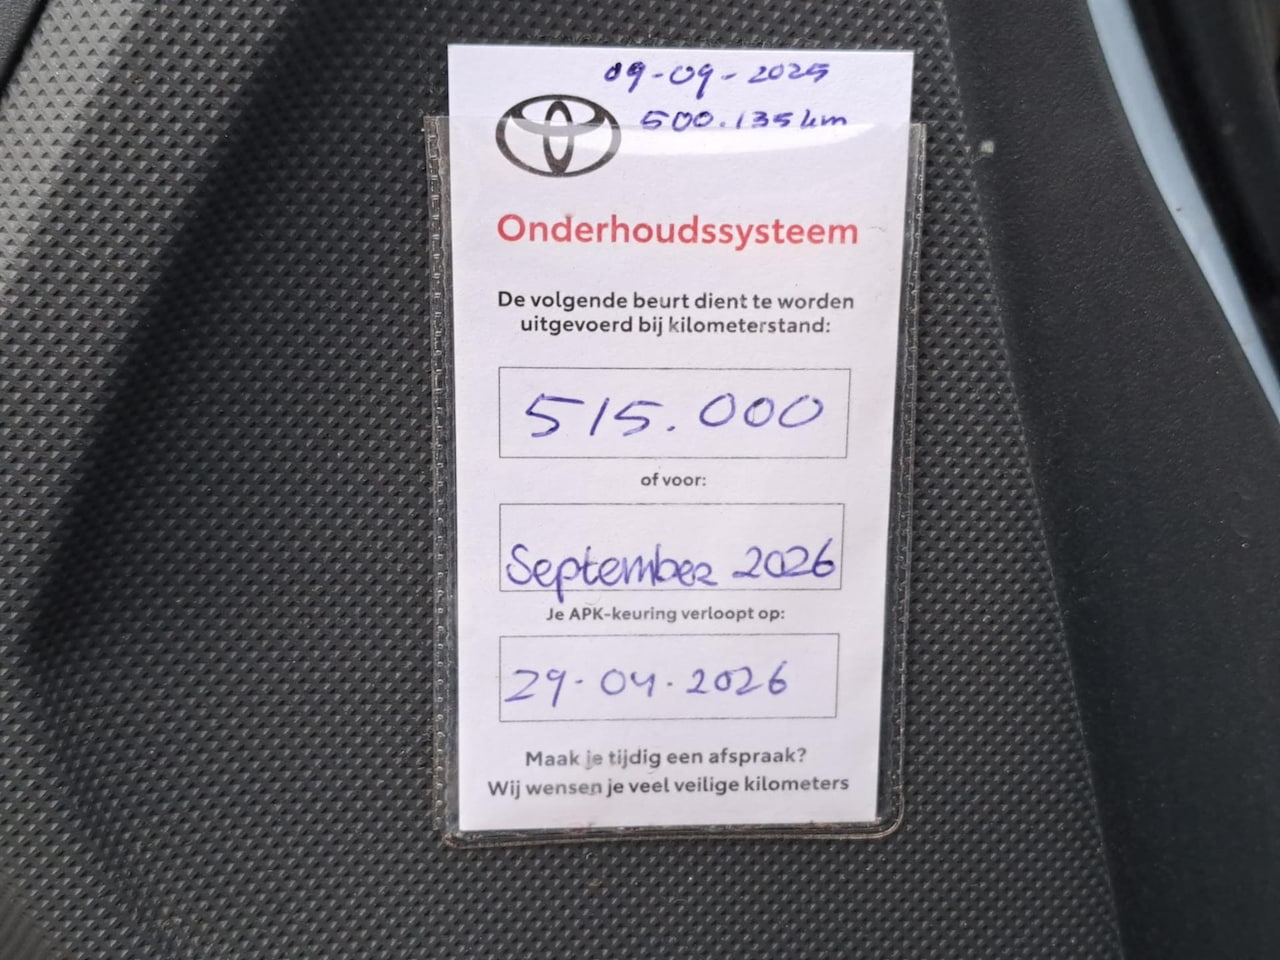 09-09-2025
500.135 km
Onderhoudssysteem
De volgende beurt dient te worden
uitgevoerd bij kilometerstand:
515.000
of voor:
September 2026
Je APK-keuring verloopt op:
29-04-2026
Maak je tijdig een afspraak?
Wij wensen je veel veilige kilometers